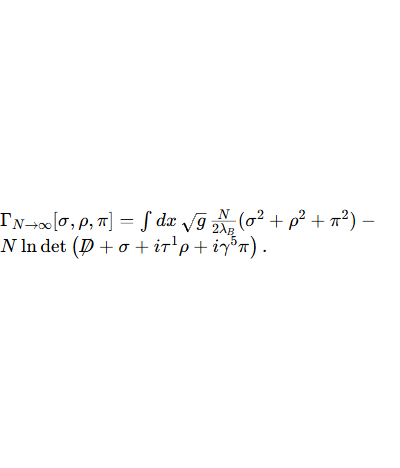 Γ_{N→∞}[σ, ρ, π] = ∫ dx √g N/(2λ_B) (σ² + ρ² + π²) −
N ln det (D̸ + σ + iτ¹ρ + iγ⁵π) .